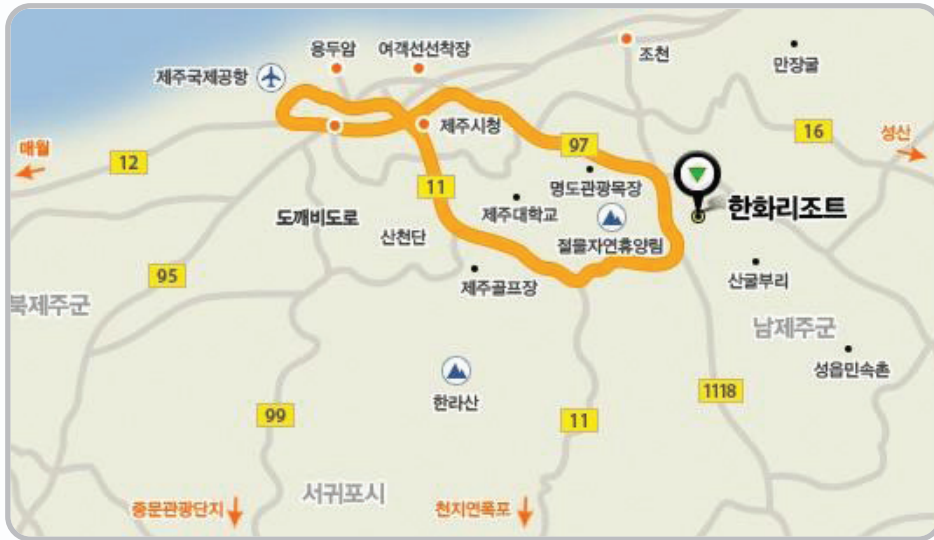 용두암
여객선선착장
조천
만장굴
제주국제공항
제주시청
16
성산
매월
12
97
명도관광목장
11
도깨비도로
제주대학교
한화리조트
산천단
절물자연휴양림
95
제주골프장
산굴부리
북제주군
남제주군
성읍민속촌
한라산
1118
99
11
서귀포시
중문관광단지
천지연폭포